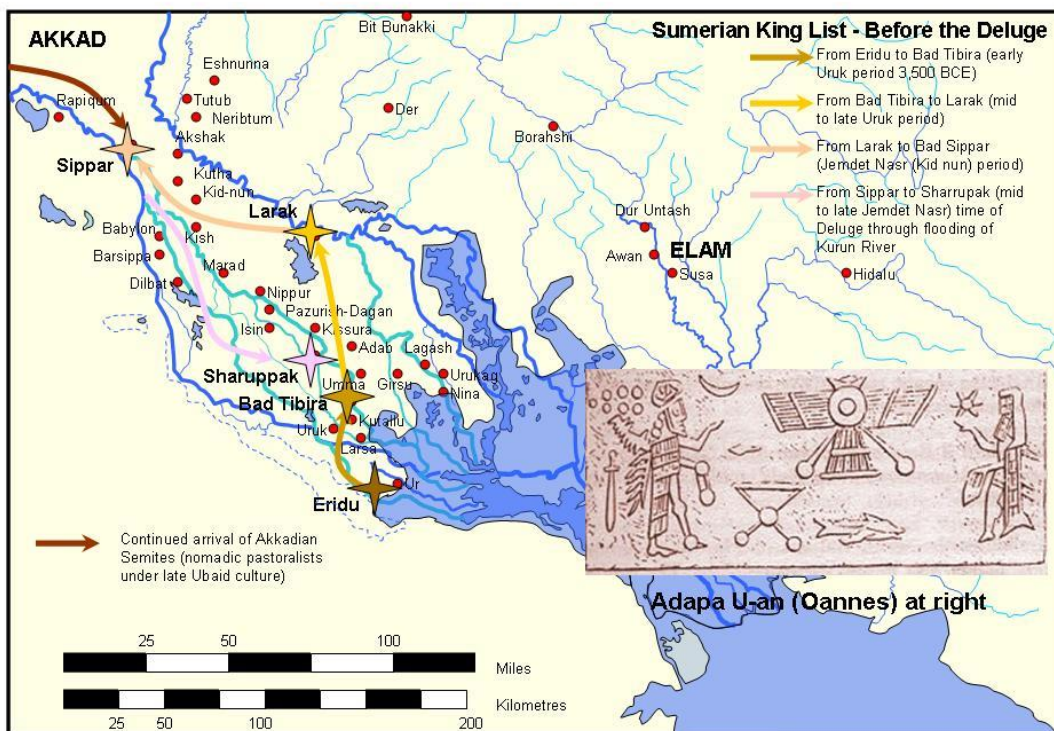 Bit Bunakki
Sumerian King List - Before the Deluge
AKKAD
From Eridu to Bad Tibira (early
Uruk period 3,500 BCE)
Eshnunna
Rapiqum
Tutub
Neribtum
Der
From Bad Tibira to Larak (mid
to late Uruk period)
Akshak
Borahshi
Sippar
From Larak to Bad Sippar
(Jemdet Nasr (Kid nun) period)
Kutha
Kid-nun
From Sippar to Sharrupak (mid
to late Jemdet Nasr) time of
Deluge through flooding of
Kurun River
Larak
Dur Untash
Babylon
Kish
ELAM
Barsippa
Awan
Marad
Susa
Hidalu
Dilbat
Nippur
Pazurish-Dagan
Isin
Kissura
Adab
Lagash
Sharuppak
Umma
Girsu
Urukag
Nina
Bad Tibira
Uruk
Kutallu
Larsa
Ur
Eridu
Continued arrival of Akkadian
Semites (nomadic pastoralists
under late Ubaid culture)
Adapa U-an (Oannes) at right
25 50 100
Miles
Kilometres
25 50 100 200